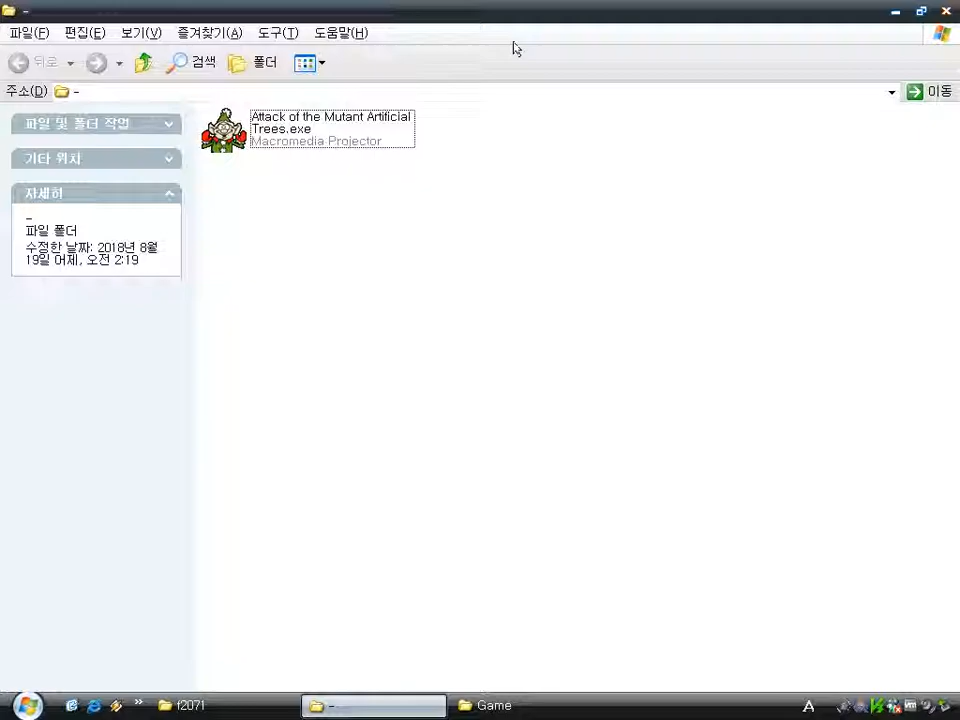 -
파일(F) 편집(E) 보기(V) 즐겨찾기(A) 도구(T) 도움말(H)
뒤로 검색 폴더
주소(D) - 이동
파일 및 폴더 작업
기타 위치
자세히
-
파일 폴더
수정한 날짜: 2018년 8월
19일 어제, 오전 2:19
Attack of the Mutant Artificial
Trees.exe
Macromedia Projector
f2071 - Game A